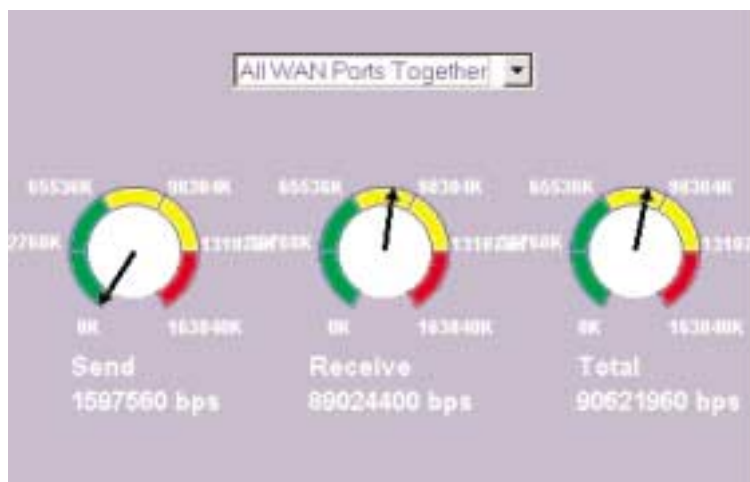 All WAN Ports Together
65536K 98304K 65536K 98304K 65536K 98304K
0K 163840K 0K 163840K 0K 163840K
Send Receive Total
1597560 bps 89024400 bps 90621960 bps